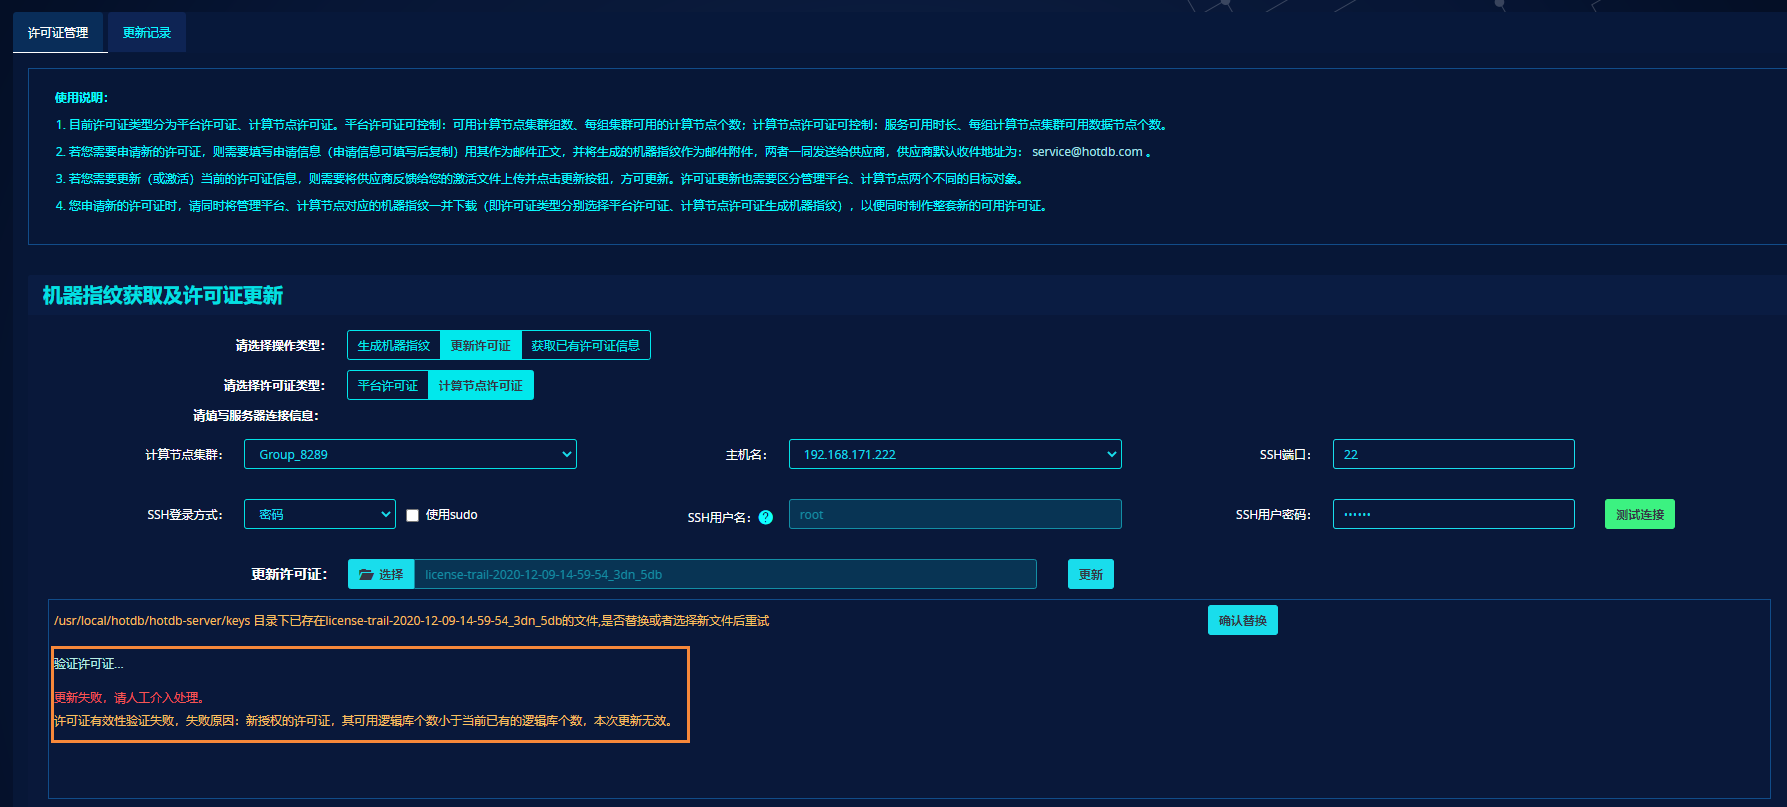 许可证管理 更新记录
使用说明：
1. 目前许可证类型分为平台许可证、计算节点许可证。平台许可证可控制：可用计算节点集群组数、每组集群可用的计算节点个数；计算节点许可证可控制：服务可用时长、每组计算节点集群可用数据节点个数。
2. 若您需要申请新的许可证，则需要填写申请信息（申请信息可填写后复制）用其作为邮件正文，并将生成的机器指纹作为邮件附件，两者一同发送给供应商，供应商默认收件地址为： service@hotdb.com 。
3. 若您需要更新（或激活）当前的许可证信息，则需要将供应商反馈给您的激活文件上传并点击更新按钮，方可更新。许可证更新也需要区分管理平台、计算节点两个不同的目标对象。
4. 您申请新的许可证时，请同时将管理平台、计算节点对应的机器指纹一并下载（即许可证类型分别选择平台许可证、计算节点许可证生成机器指纹），以便同时制作整套新的可用许可证。
机器指纹获取及许可证更新
请选择操作类型： 生成机器指纹 更新许可证 获取已有许可证信息
请选择许可证类型： 平台许可证 计算节点许可证
请填写服务器连接信息：
计算节点集群： Group_8289 主机名： 192.168.171.222 SSH端口： 22
SSH登录方式： 密码 使用sudo SSH用户名： ? root SSH用户密码： •••••• 测试连接
更新许可证： 选择 license-trail-2020-12-09-14-59-54_3dn_5db 更新
/usr/local/hotdb/hotdb-server/keys 目录下已存在license-trail-2020-12-09-14-59-54_3dn_5db的文件,是否替换或者选择新文件后重试 确认替换
验证许可证...
更新失败，请人工介入处理。
许可证有效性验证失败，失败原因：新授权的许可证，其可用逻辑库个数小于当前已有的逻辑库个数，本次更新无效。